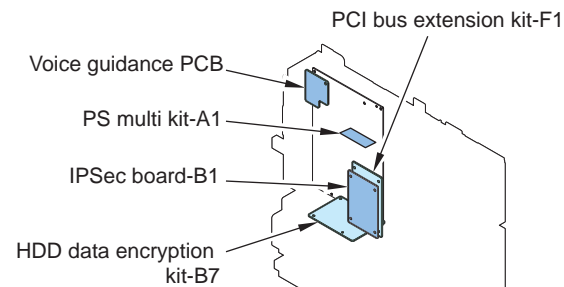 PCI bus extension kit-F1
Voice guidance PCB
PS multi kit-A1
IPSec board-B1
HDD data encryption
kit-B7